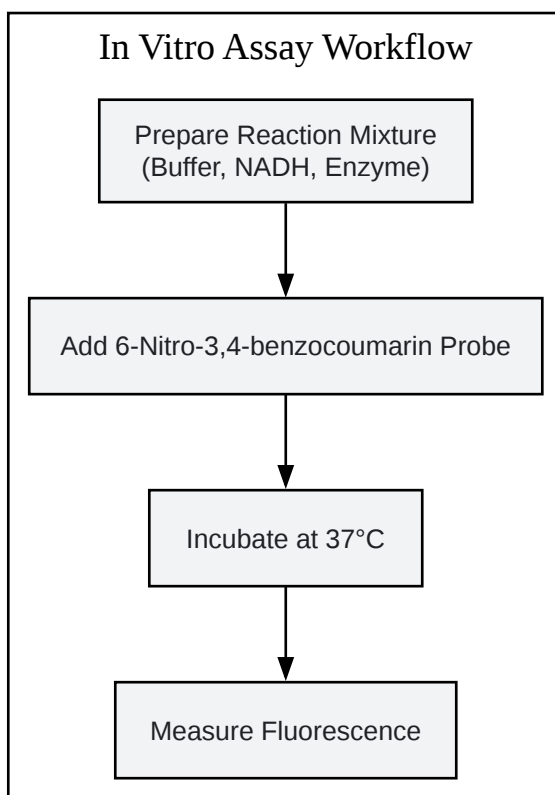 In Vitro Assay Workflow
Prepare Reaction Mixture
(Buffer, NADH, Enzyme)
Add 6-Nitro-3,4-benzocoumarin Probe
Incubate at 37°C
Measure Fluorescence